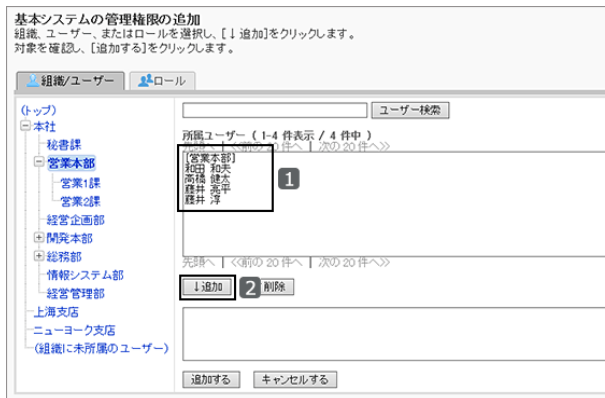 基本システムの管理権限の追加
組織、ユーザー、またはロールを選択し、[↓追加]をクリックします。
対象を確認し、[追加する]をクリックします。
組織/ユーザー ロール
(トップ)
本社
秘書課
営業本部
営業1課
営業2課
経営企画部
開発本部
総務部
情報システム部
経営管理部
上海支店
ニューヨーク支店
(組織に未所属のユーザー)
ユーザー検索
所属ユーザー ( 1-4 件表示 / 4 件中 )
先頭へ | <<前の 20 件へ | 次の 20 件へ>>
[営業本部]
和田 和夫
高橋 健太
藤井 亮平
藤井 淳
1
先頭へ | <<前の 20 件へ | 次の 20 件へ>>
↓追加 2 削除
追加する キャンセルする